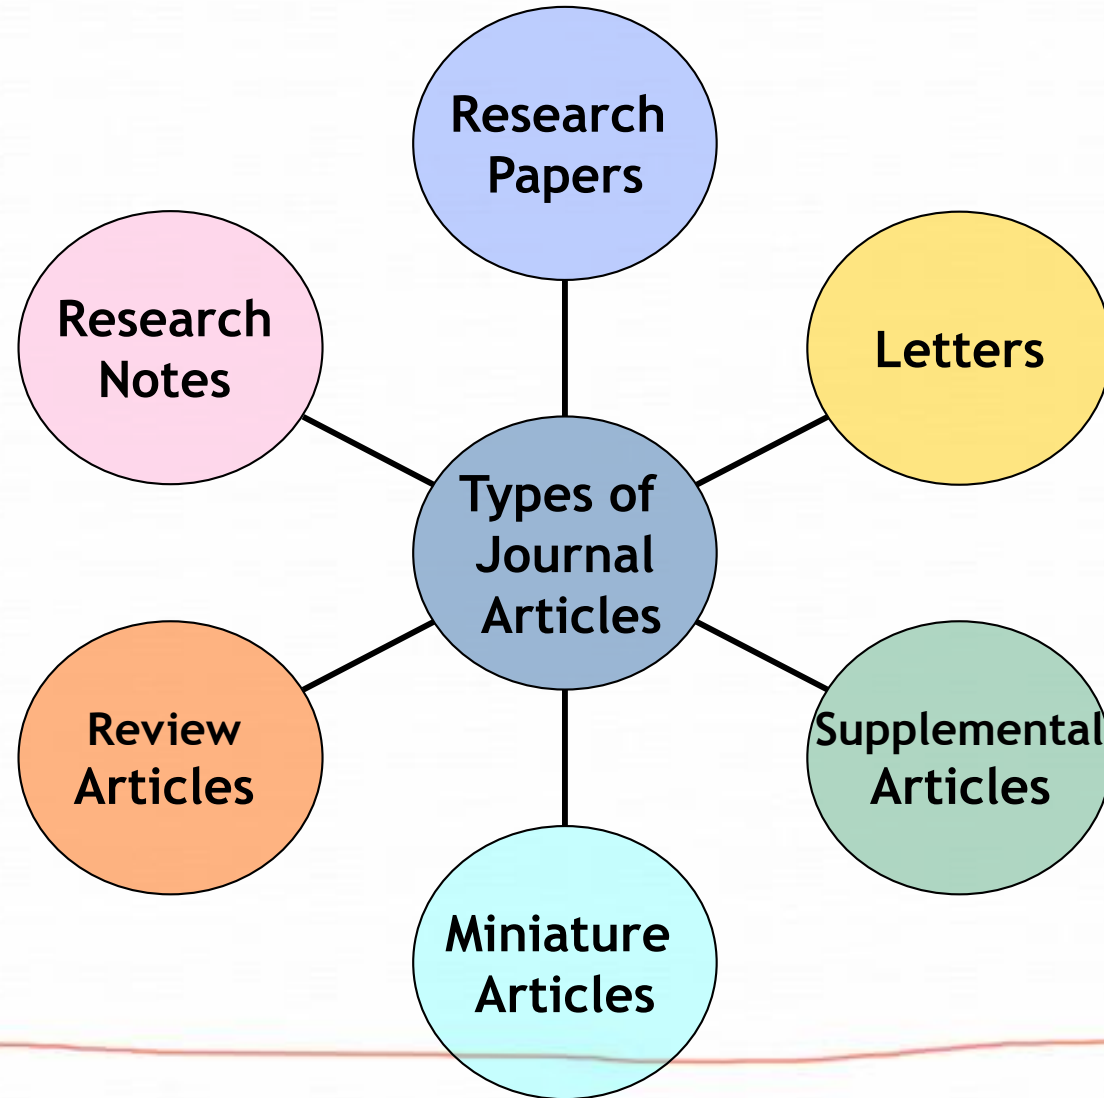 Research
Papers
Research
Notes
Letters
Types of
Journal
Articles
Review
Articles
Supplemental
Articles
Miniature
Articles